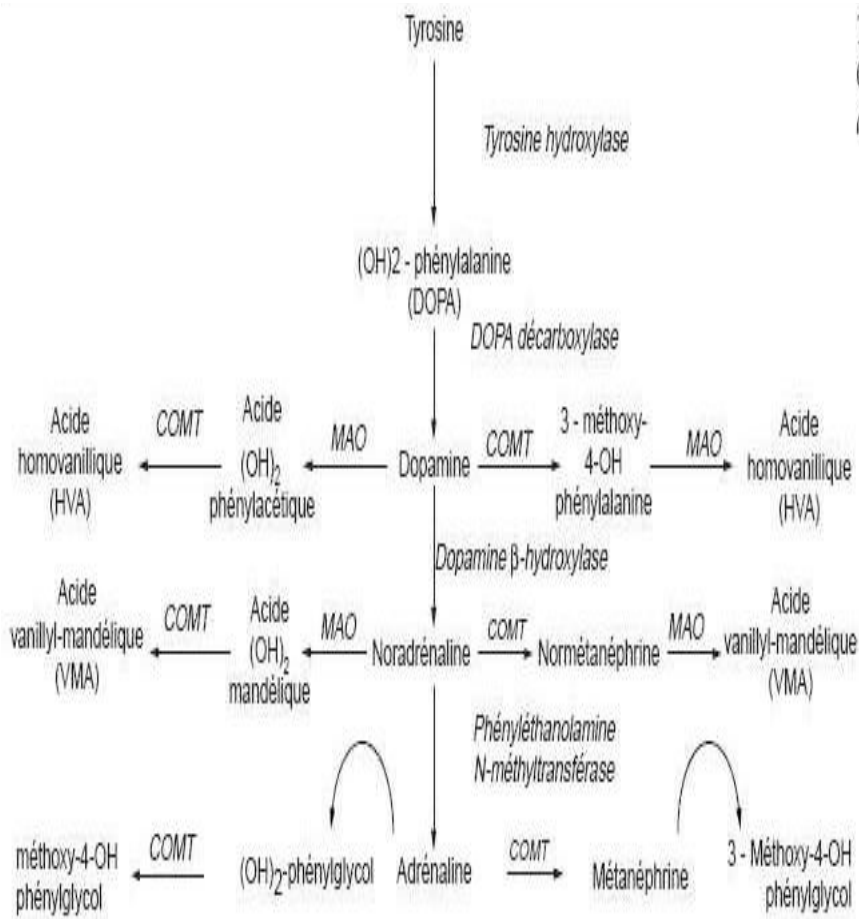 Tyrosine
Tyrosine hydroxylase
(OH)2 - phénylalanine
(DOPA)
DOPA décarboxylase
Acide
homovanillique
(HVA)
COMT
Acide
(OH)2
phénylacétique
MAO
Dopamine
COMT
3 - méthoxy-
4-OH
phénylalanine
MAO
Acide
homovanillique
(HVA)
Dopamine β-hydroxylase
Acide
vanillyl-mandélique
(VMA)
COMT
Acide
(OH)2
mandélique
MAO
Noradrénaline
COMT
Normétanéphrine
MAO
Acide
vanillyl-mandélique
(VMA)
Phényléthanolamine
N-méthyltransférase
méthoxy-4-OH
phénylglycol
COMT
(OH)2-phénylglycol
Adrénaline
COMT
Métanéphrine
3 - Méthoxy-4-OH
phénylglycol